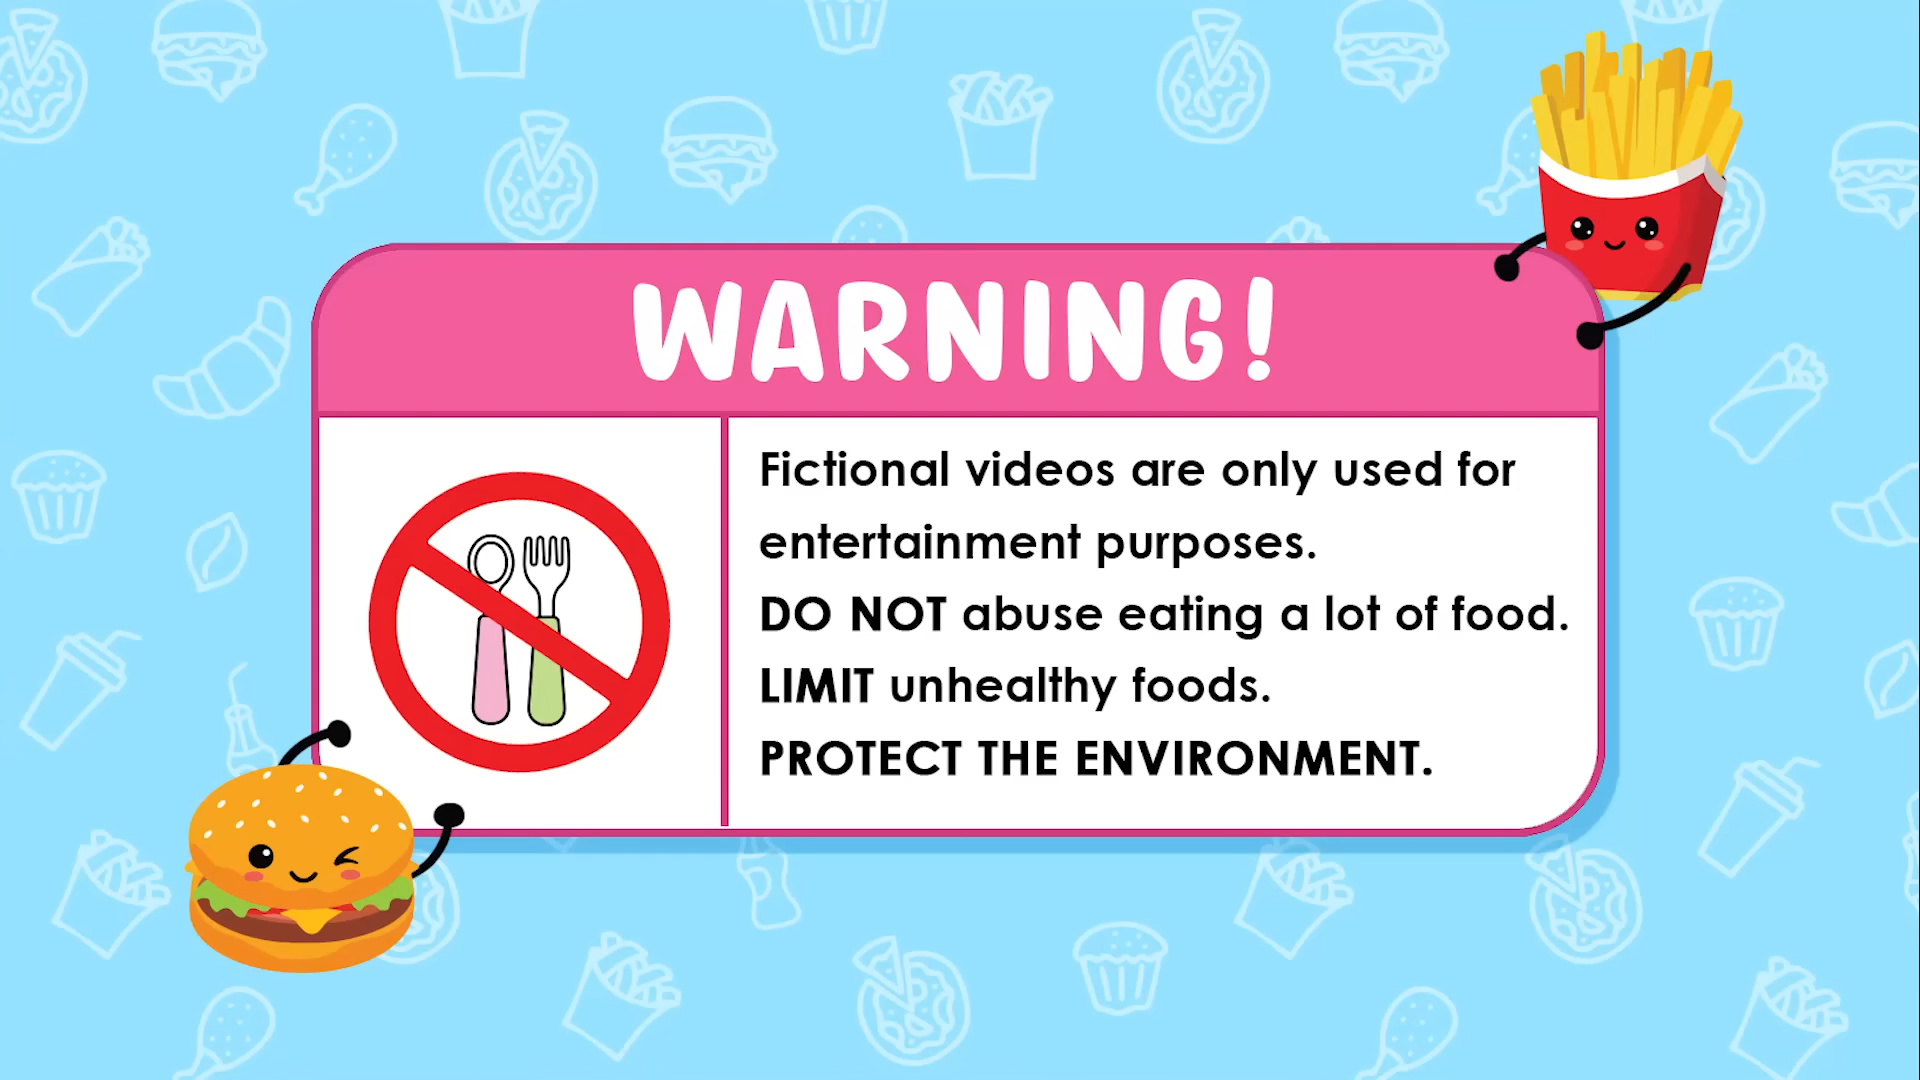 WARNING!
Fictional videos are only used for
entertainment purposes.
DO NOT abuse eating a lot of food.
LIMIT unhealthy foods.
PROTECT THE ENVIRONMENT.